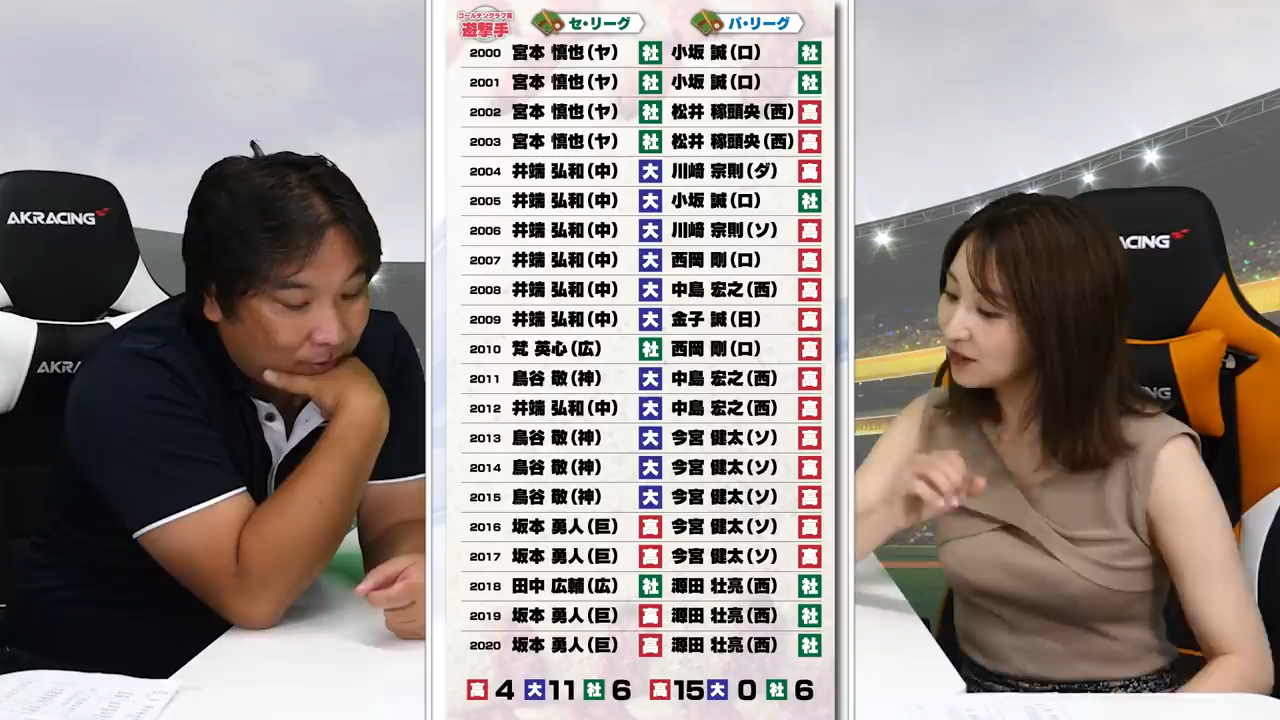 ゴールデングラブ賞
遊撃手
セ・リーグ
パ・リーグ
2000 宮本 慎也(ヤ) 社 小坂 誠(ロ) 社
2001 宮本 慎也(ヤ) 社 小坂 誠(ロ) 社
2002 宮本 慎也(ヤ) 社 松井 稼頭央(西) 高
2003 宮本 慎也(ヤ) 社 松井 稼頭央(西) 高
2004 井端 弘和(中) 大 川﨑 宗則(ダ) 高
2005 井端 弘和(中) 大 小坂 誠(ロ) 社
2006 井端 弘和(中) 大 川﨑 宗則(ソ) 高
2007 井端 弘和(中) 大 西岡 剛(ロ) 高
2008 井端 弘和(中) 大 中島 宏之(西) 高
2009 井端 弘和(中) 大 金子 誠(日) 高
2010 梵 英心(広) 社 西岡 剛(ロ) 高
2011 鳥谷 敬(神) 大 中島 宏之(西) 高
2012 井端 弘和(中) 大 中島 宏之(西) 高
2013 鳥谷 敬(神) 大 今宮 健太(ソ) 高
2014 鳥谷 敬(神) 大 今宮 健太(ソ) 高
2015 鳥谷 敬(神) 大 今宮 健太(ソ) 高
2016 坂本 勇人(巨) 高 今宮 健太(ソ) 高
2017 坂本 勇人(巨) 高 今宮 健太(ソ) 高
2018 田中 広輔(広) 社 源田 壮亮(西) 社
2019 坂本 勇人(巨) 高 源田 壮亮(西) 社
2020 坂本 勇人(巨) 高 源田 壮亮(西) 社
高 4 大 11 社 6 高 15 大 0 社 6
AKRACING
AKRA
ACING
NG